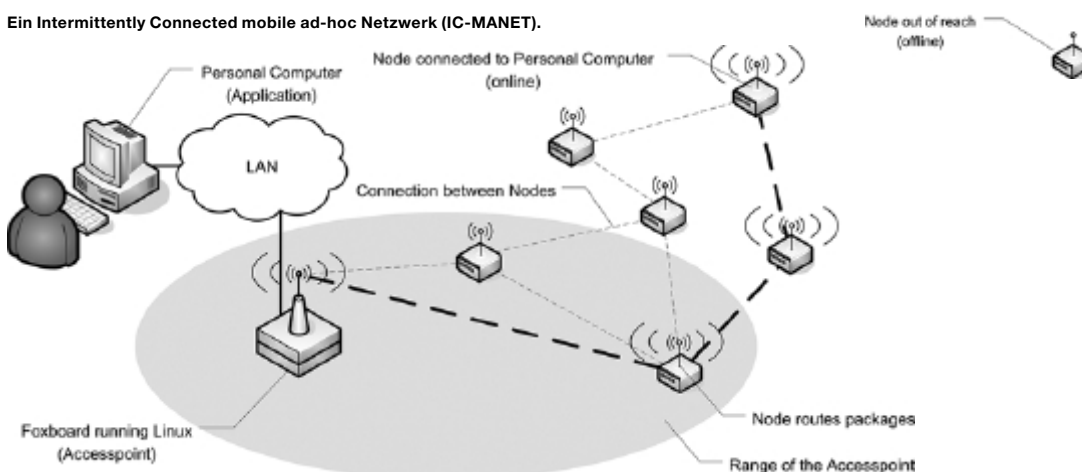 Ein Intermittently Connected mobile ad-hoc Netzwerk (IC-MANET).
Node out of reach
(offline)
Node connected to Personal Computer
(online)
Personal Computer
(Application)
LAN
Connection between Nodes
Node routes packages
Foxboard running Linux
(Accesspoint)
Range of the Accesspoint